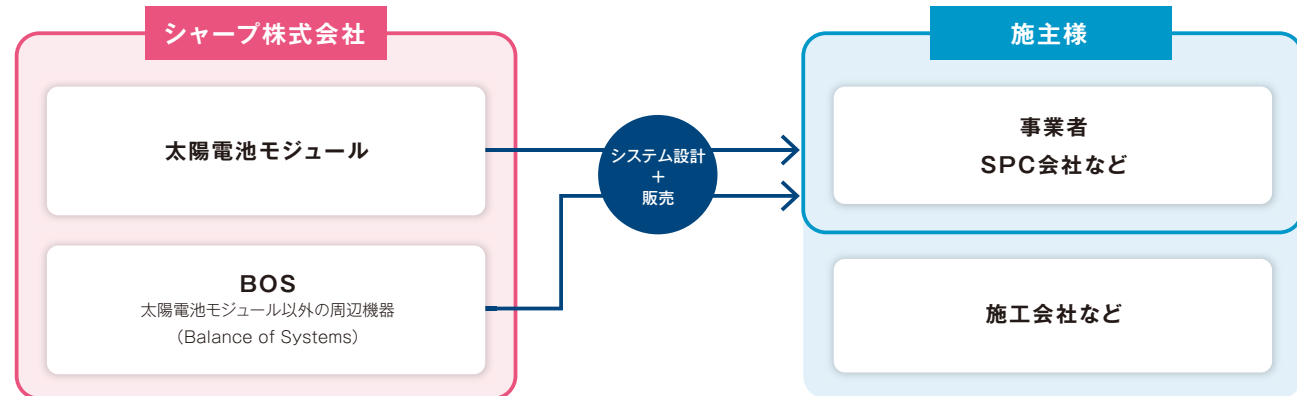 シャープ株式会社
太陽電池モジュール
BOS
太陽電池モジュール以外の周辺機器
（Balance of Systems）
システム設計
＋
販売
施主様
事業者
SPC会社など
施工会社など